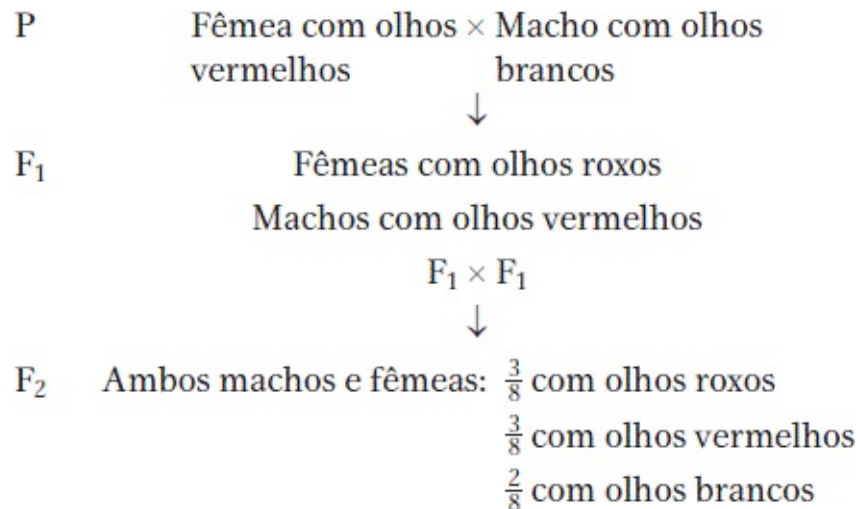 P Fêmea com olhos × Macho com olhos
vermelhos brancos
↓
F₁ Fêmeas com olhos roxos
Machos com olhos vermelhos
F₁ × F₁
↓
F₂ Ambos machos e fêmeas: 3/8 com olhos roxos
3/8 com olhos vermelhos
2/8 com olhos brancos